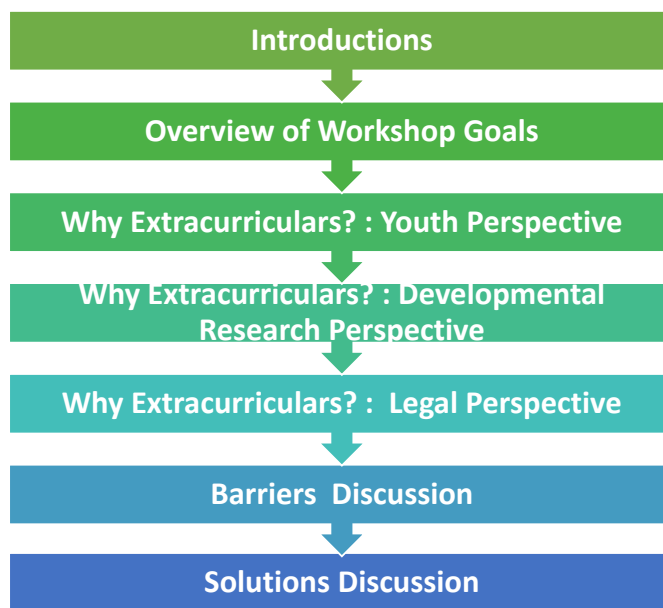 Introductions
Overview of Workshop Goals
Why Extracurriculars? : Youth Perspective
Why Extracurriculars? : Developmental
Research Perspective
Why Extracurriculars? :  Legal Perspective
Barriers  Discussion
Solutions Discussion